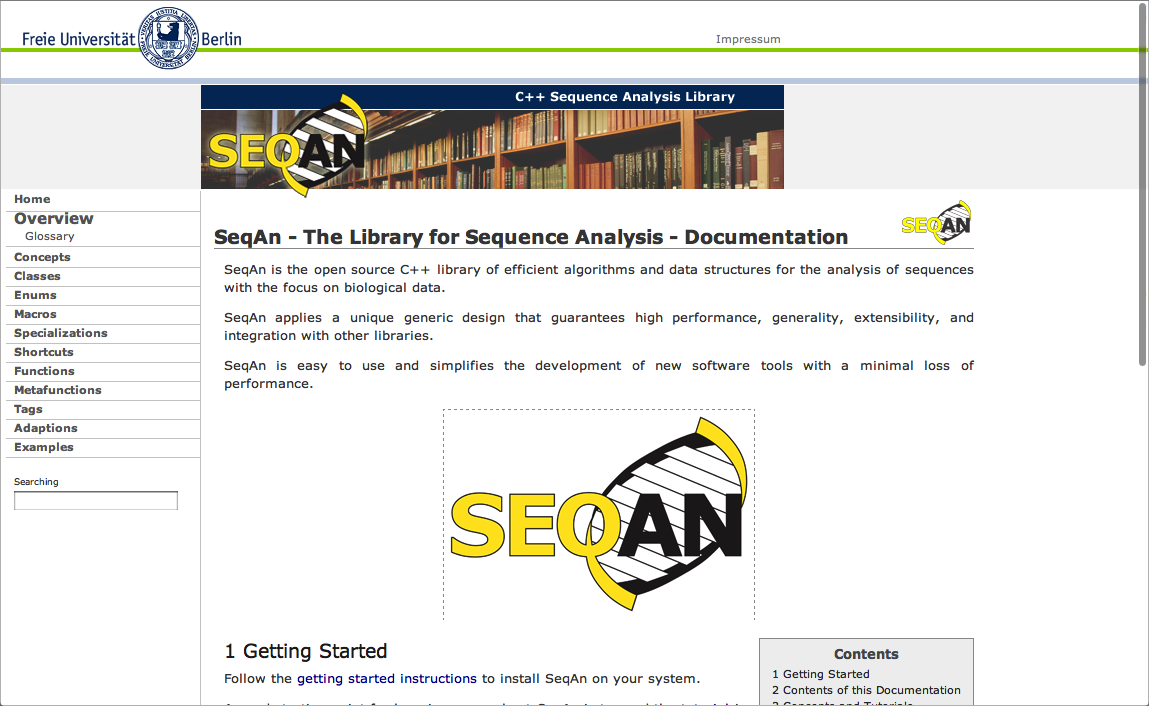 Freie Universität Berlin
Impressum
C++ Sequence Analysis Library
SEQAN
Home
Overview
Glossary
Concepts
Classes
Enums
Macros
Specializations
Shortcuts
Functions
Metafunctions
Tags
Adaptions
Examples
Searching
SEQAN
SeqAn - The Library for Sequence Analysis - Documentation
SeqAn is the open source C++ library of efficient algorithms and data structures for the analysis of sequences
with the focus on biological data.
SeqAn applies a unique generic design that guarantees high performance, generality, extensibility, and
integration with other libraries.
SeqAn is easy to use and simplifies the development of new software tools with a minimal loss of
performance.
SEQAN
1 Getting Started
Follow the getting started instructions to install SeqAn on your system.
Contents
1 Getting Started
2 Contents of this Documentation